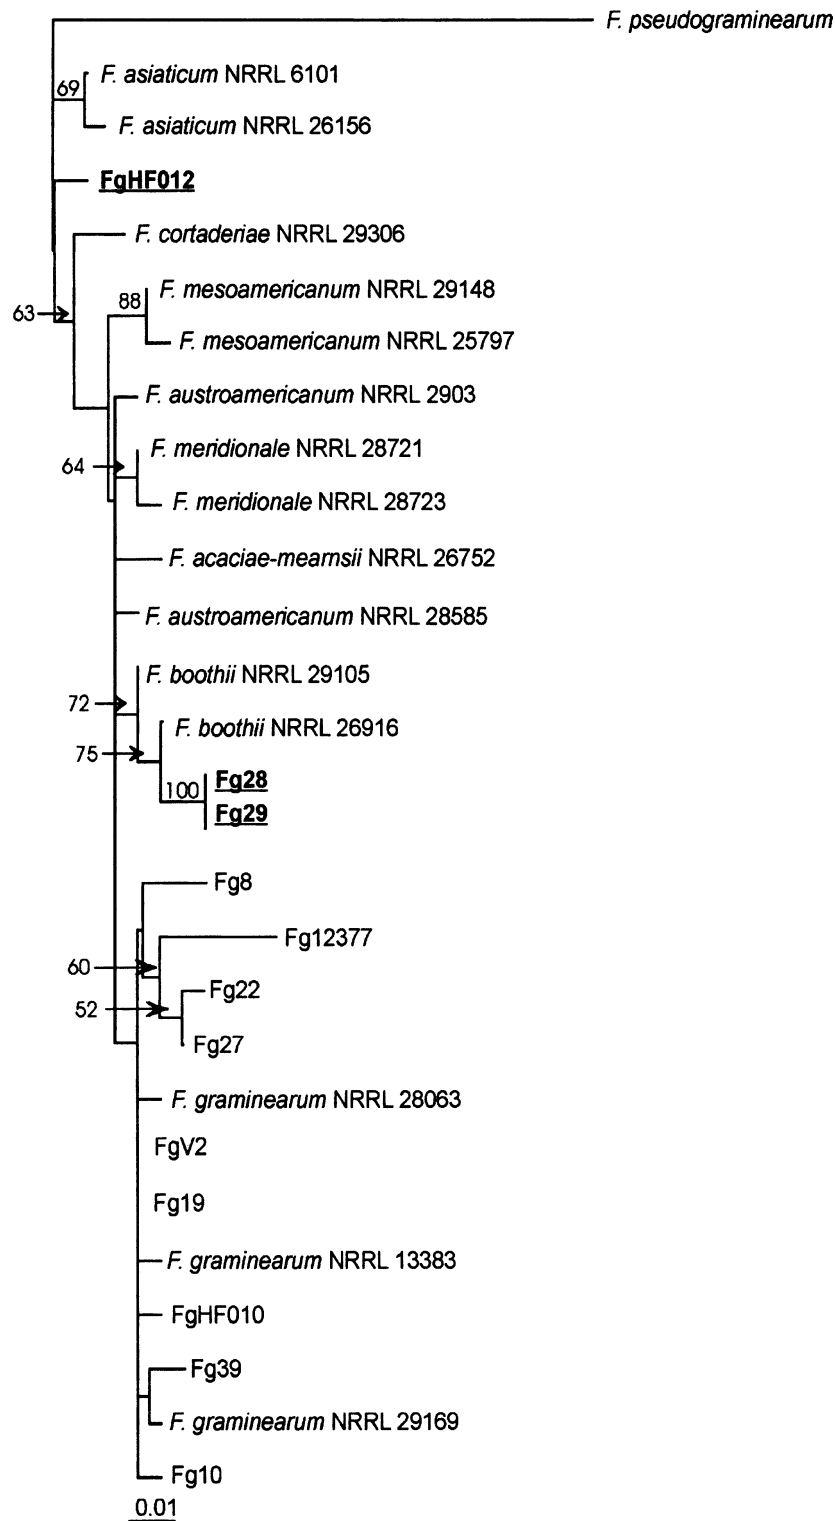 F. pseudograminearum
F. asiaticum NRRL 6101
69
F. asiaticum NRRL 26156
FgHF012
F. cortaderiae NRRL 29306
F. mesoamericanum NRRL 29148
88
63
F. mesoamericanum NRRL 25797
F. austroamericanum NRRL 2903
F. meridionale NRRL 28721
64
F. meridionale NRRL 28723
F. acaciae-mearnsii NRRL 26752
F. austroamericanum NRRL 28585
F. boothii NRRL 29105
72
F. boothii NRRL 26916
75
Fg28
100
Fg29
Fg8
Fg12377
60
Fg22
52
Fg27
F. graminearum NRRL 28063
FgV2
Fg19
F. graminearum NRRL 13383
FgHF010
Fg39
F. graminearum NRRL 29169
Fg10
0.01